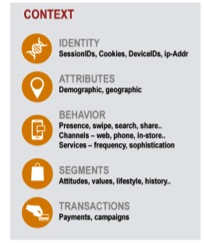 CONTEXT
IDENTITY
SessionIDs, Cookies, DeviceIDs, ip-Addr
ATTRIBUTES
Demographic, geographic
BEHAVIOR
Presence, swipe, search, share..
Channels – web, phone, in-store..
Services – frequency, sophistication
SEGMENTS
Attitudes, values, lifestyle, history..
TRANSACTIONS
Payments, campaigns